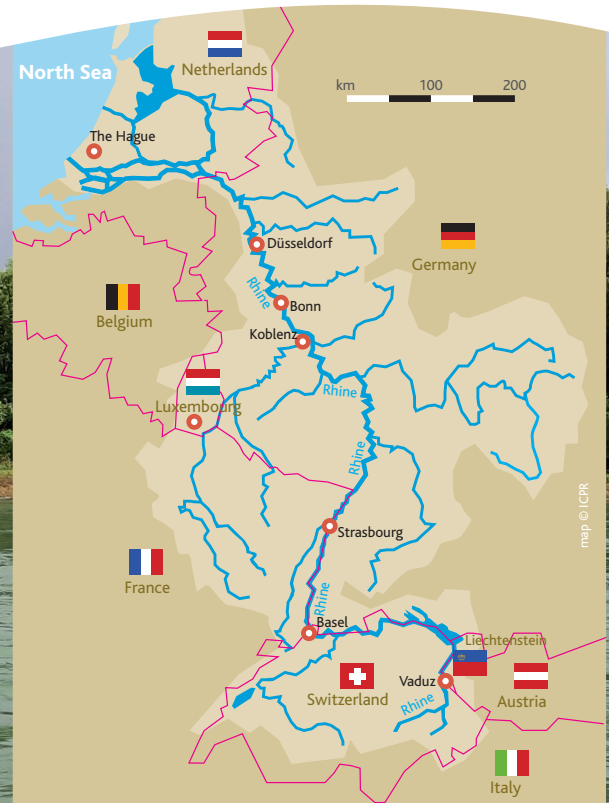 North Sea
Netherlands
km 100 200
The Hague
Düsseldorf
Germany
Rhine
Bonn
Belgium
Koblenz
Rhine
Luxembourg
Rhine
map © ICPR
Strasbourg
France
Rhine
Basel
Liechtenstein
Vaduz
Switzerland
Rhine
Austria
Italy